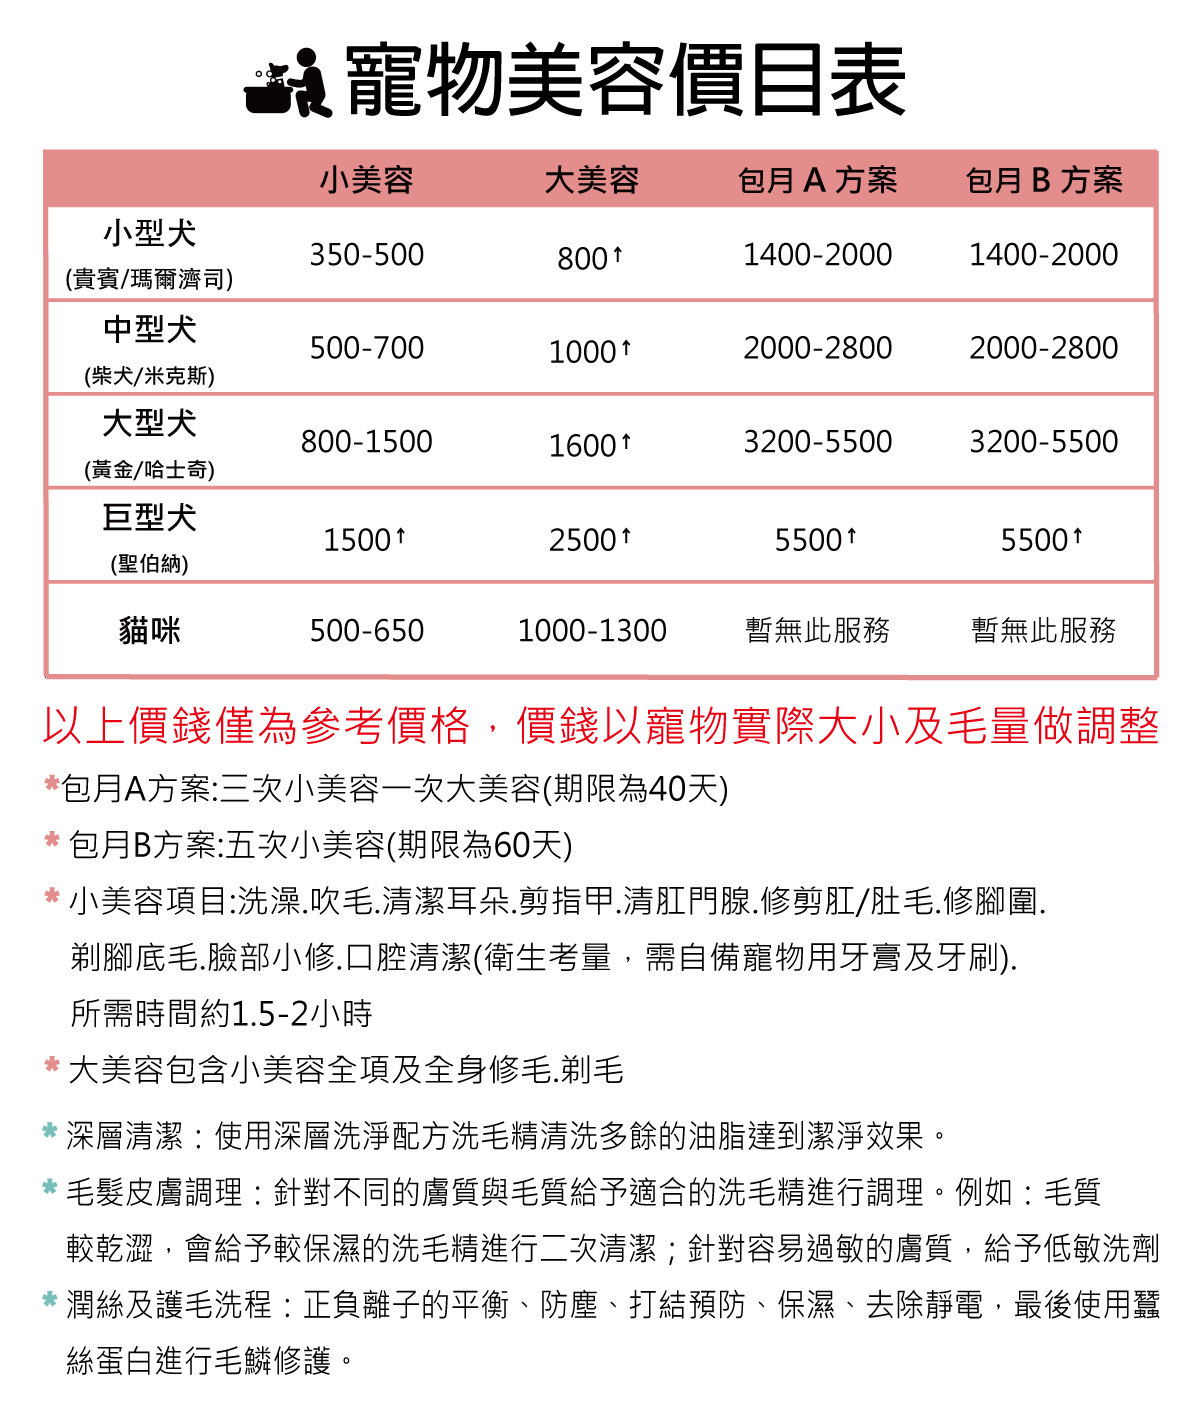 寵物美容價目表
小美容 大美容 包月 A 方案 包月 B 方案
小型犬
(貴賓/瑪爾濟司)
350-500 800↑ 1400-2000 1400-2000
中型犬
(柴犬/米克斯)
500-700 1000↑ 2000-2800 2000-2800
大型犬
(黃金/哈士奇)
800-1500 1600↑ 3200-5500 3200-5500
巨型犬
(聖伯納)
1500↑ 2500↑ 5500↑ 5500↑
貓咪 500-650 1000-1300 暫無此服務 暫無此服務
以上價錢僅為參考價格，價錢以寵物實際大小及毛量做調整
*包月A方案:三次小美容一次大美容(期限為40天)
* 包月B方案:五次小美容(期限為60天)
* 小美容項目:洗澡.吹毛.清潔耳朵.剪指甲.清肛門腺.修剪肛/肚毛.修腳圍.
剃腳底毛.臉部小修.口腔清潔(衛生考量，需自備寵物用牙膏及牙刷).
所需時間約1.5-2小時
* 大美容包含小美容全項及全身修毛.剃毛
* 深層清潔：使用深層洗淨配方洗毛精清洗多餘的油脂達到潔淨效果。
* 毛髮皮膚調理：針對不同的膚質與毛質給予適合的洗毛精進行調理。例如：毛質
較乾澀，會給予較保濕的洗毛精進行二次清潔；針對容易過敏的膚質，給予低敏洗劑
* 潤絲及護毛洗程：正負離子的平衡、防塵、打結預防、保濕、去除靜電，最後使用蠶
絲蛋白進行毛鱗修護。